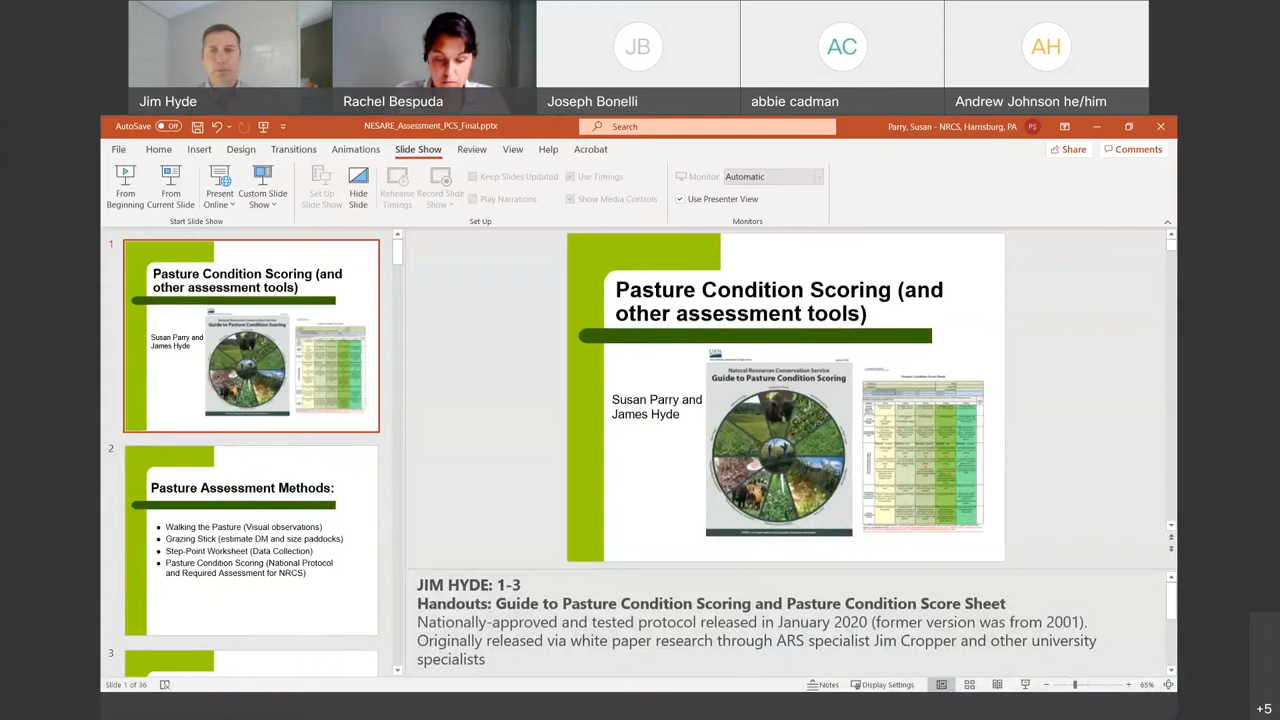 JB
AC
AH
Jim Hyde
Rachel Bespuda
Joseph Bonelli
abbie cadman
Andrew Johnson he/him
AutoSave
Off
NESARE_Assessment_PCS_Final.pptx
Search
Parry, Susan - NRCS, Harrisburg, PA
PS
File
Home
Insert
Design
Transitions
Animations
Slide Show
Review
View
Help
Acrobat
Share
Comments
From
Beginning
From
Current Slide
Present
Online
Custom Slide
Show
Start Slide Show
Set Up
Slide Show
Hide
Slide
Rehearse
Timings
Record Slide
Show
Keep Slides Updated
Play Narrations
Use Timings
Show Media Controls
Set Up
Monitor:
Automatic
Use Presenter View
Monitors
1
Pasture Condition Scoring (and
other assessment tools)
Susan Parry and
James Hyde
Guide to Pasture Condition Scoring
2
Pasture Assessment Methods:
• Walking the Pasture (Visual observations)
• Grazing Stick (estimate DM and size paddocks)
• Step-Point Worksheet (Data Collection)
• Pasture Condition Scoring (National Protocol
and Required Assessment for NRCS)
3
Pasture Condition Scoring (and
other assessment tools)
Susan Parry and
James Hyde
USDA
Natural Resources Conservation Service
Guide to Pasture Condition Scoring
Pasture Condition Score Sheet
JIM HYDE: 1-3
Handouts: Guide to Pasture Condition Scoring and Pasture Condition Score Sheet
Nationally-approved and tested protocol released in January 2020 (former version was from 2001).
Originally released via white paper research through ARS specialist Jim Cropper and other university
specialists
Slide 1 of 36
Notes
Display Settings
65%
+5